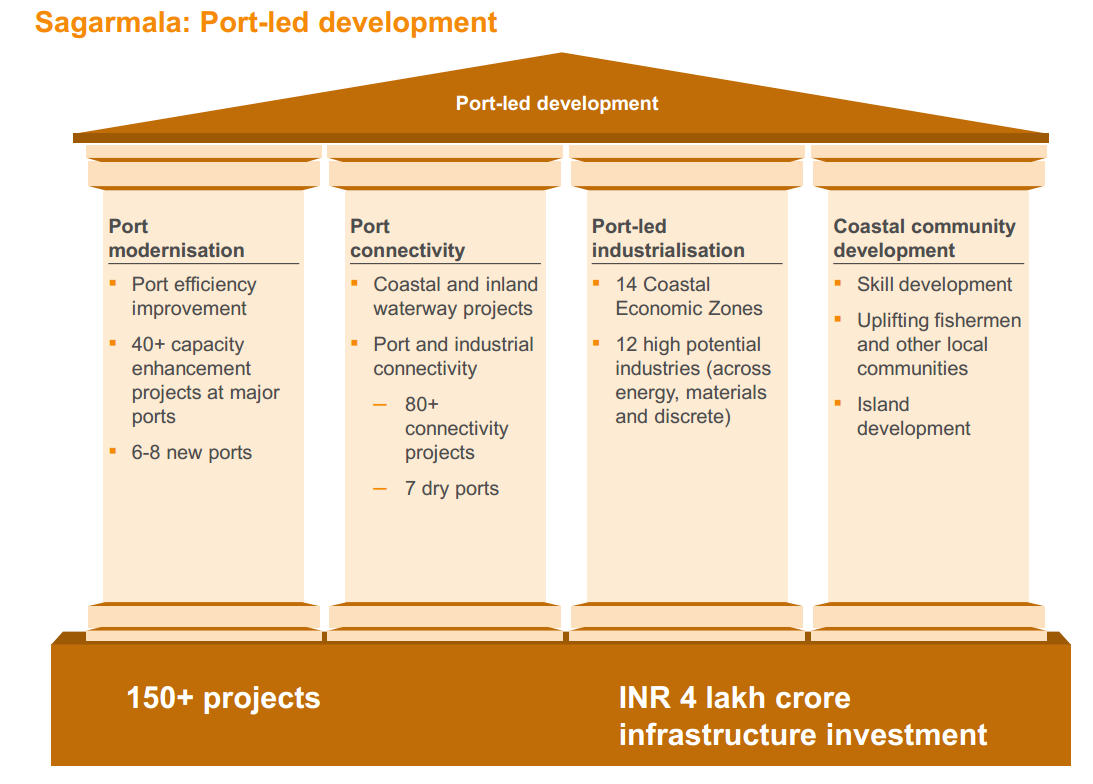 Sagarmala: Port-led development
Port-led development
Port
modernisation
▪ Port efficiency
improvement
▪ 40+ capacity
enhancement
projects at major
ports
▪ 6-8 new ports
Port
connectivity
▪ Coastal and inland
waterway projects
▪ Port and industrial
connectivity
– 80+
connectivity
projects
– 7 dry ports
Port-led
industrialisation
▪ 14 Coastal
Economic Zones
▪ 12 high potential
industries (across
energy, materials
and discrete)
Coastal community
development
▪ Skill development
▪ Uplifting fishermen
and other local
communities
▪ Island
development
150+ projects
INR 4 lakh crore
infrastructure investment